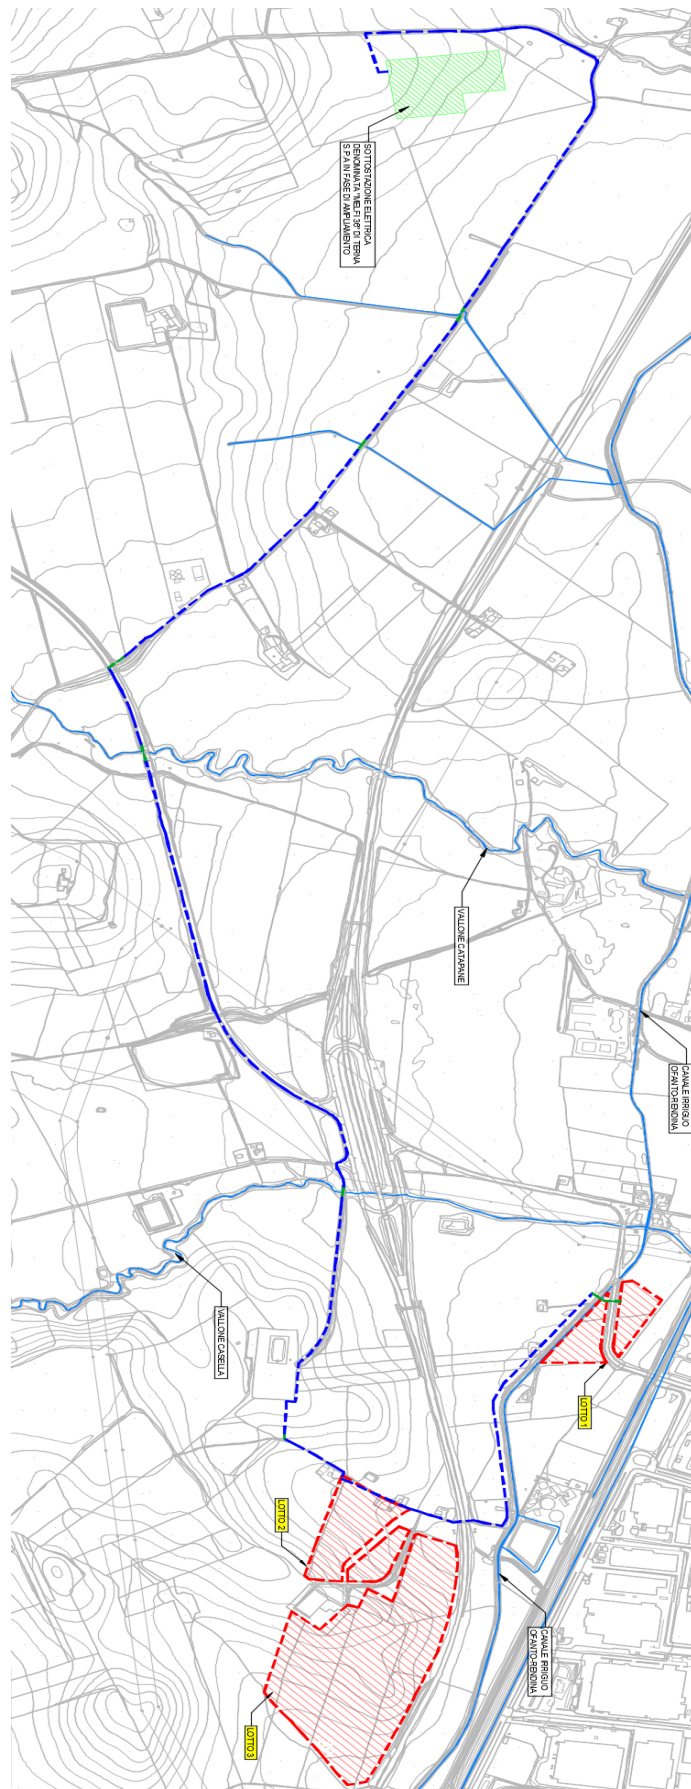 SOTTOSTAZIONE ELETTRICA
DENOMINATA "MELFI 36" DI TERNA
S.P.A IN FASE DI AMPLIAMENTO
VALLONE CATAPANE
CANALE IRRIGUO
OFANTO-RENDINA
VALLONE CASELLA
LOTTO 1
LOTTO 2
CANALE IRRIGUO
OFANTO-RENDINA
LOTTO 3